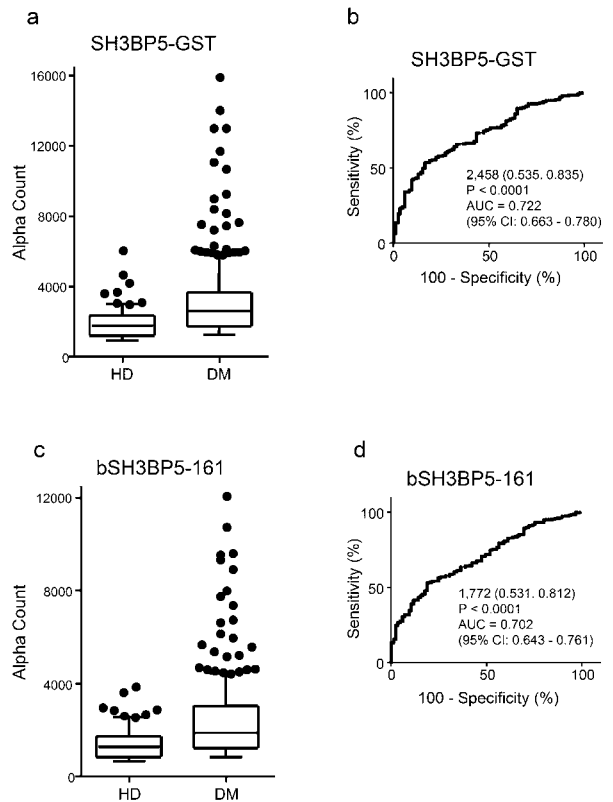 a
SH3BP5-GST
16000
12000
8000
4000
0
Alpha Count
HD DM
b
SH3BP5-GST
100
50
0
Sensitivity (%)
2,458 (0.535. 0.835)
P < 0.0001
AUC = 0.722
(95% CI: 0.663 - 0.780)
0 50 100
100 - Specificity (%)
c
bSH3BP5-161
12000
8000
4000
0
Alpha Count
HD DM
d
bSH3BP5-161
100
50
0
Sensitivity (%)
1,772 (0.531. 0.812)
P < 0.0001
AUC = 0.702
(95% CI: 0.643 - 0.761)
0 50 100
100 - Specificity (%)